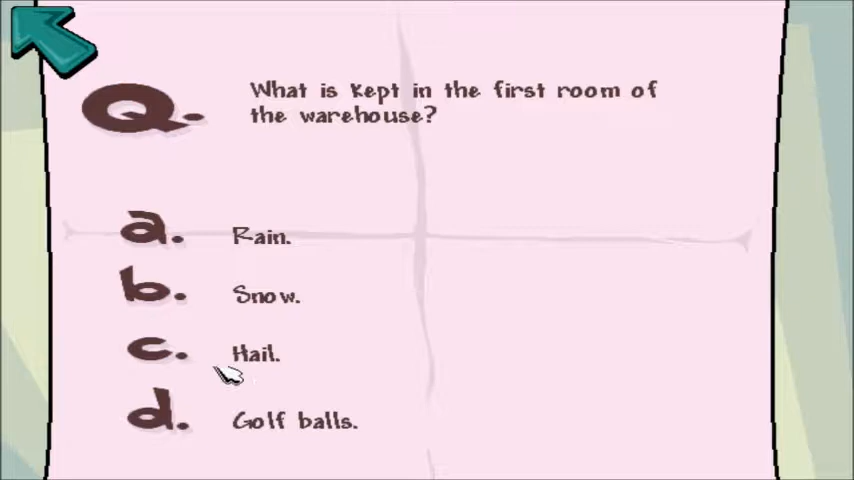 Q. What is kept in the first room of
the warehouse?
a. Rain.
b. Snow.
c. Hail.
d. Golf balls.